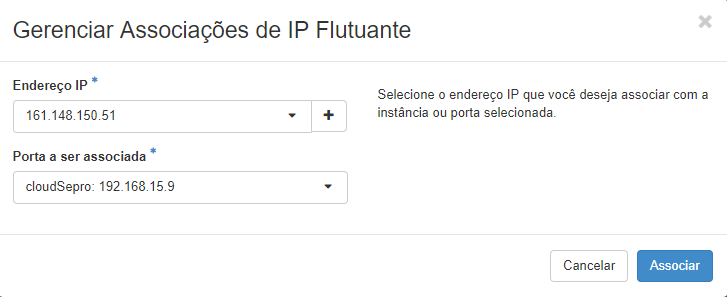 Gerenciar Associações de IP Flutuante
×
Endereço IP *
161.148.150.51
+
Selecione o endereço IP que você deseja associar com a
instância ou porta selecionada.
Porta a ser associada *
cloudSepro: 192.168.15.9
Cancelar
Associar